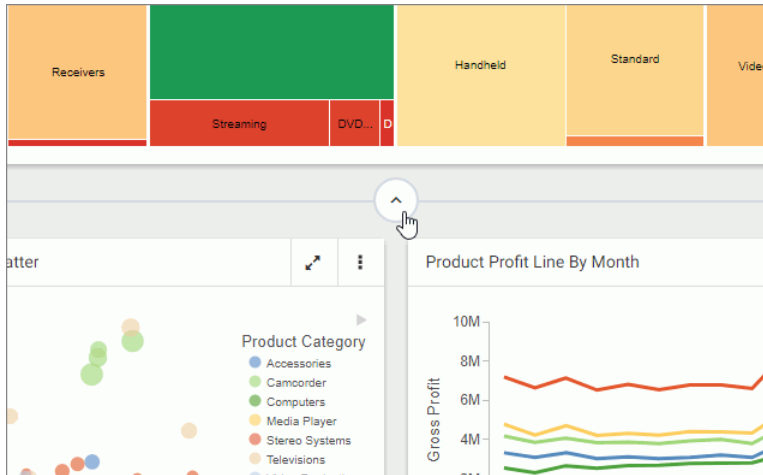 Receivers
Handheld
Standard
Streaming
DVD...
D
Product Profit Line By Month
Product Category
Accessories
Camcorder
Computers
Media Player
Stereo Systems
Televisions
10M
8M
6M
4M
Gross Profit